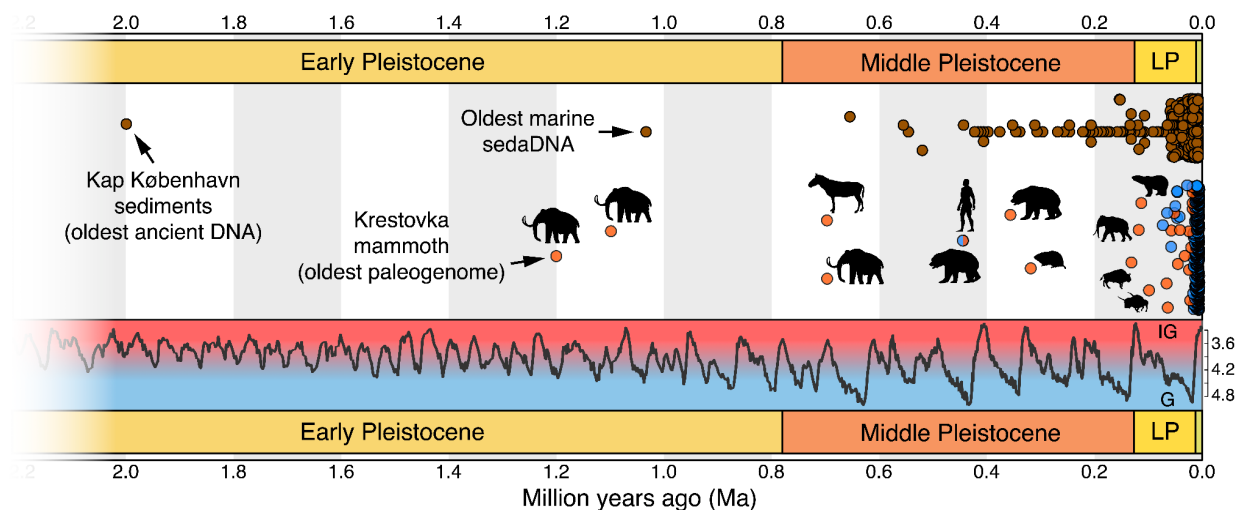 2.2 2.0 1.8 1.6 1.4 1.2 1.0 0.8 0.6 0.4 0.2 0.0
Early Pleistocene Middle Pleistocene LP
Oldest marine
sedaDNA
Kap København
sediments
(oldest ancient DNA)
Krestovka
mammoth
(oldest paleogenome)
IG
3.6
4.2
4.8
G
Early Pleistocene Middle Pleistocene LP
2.2 2.0 1.8 1.6 1.4 1.2 1.0 0.8 0.6 0.4 0.2 0.0
Million years ago (Ma)